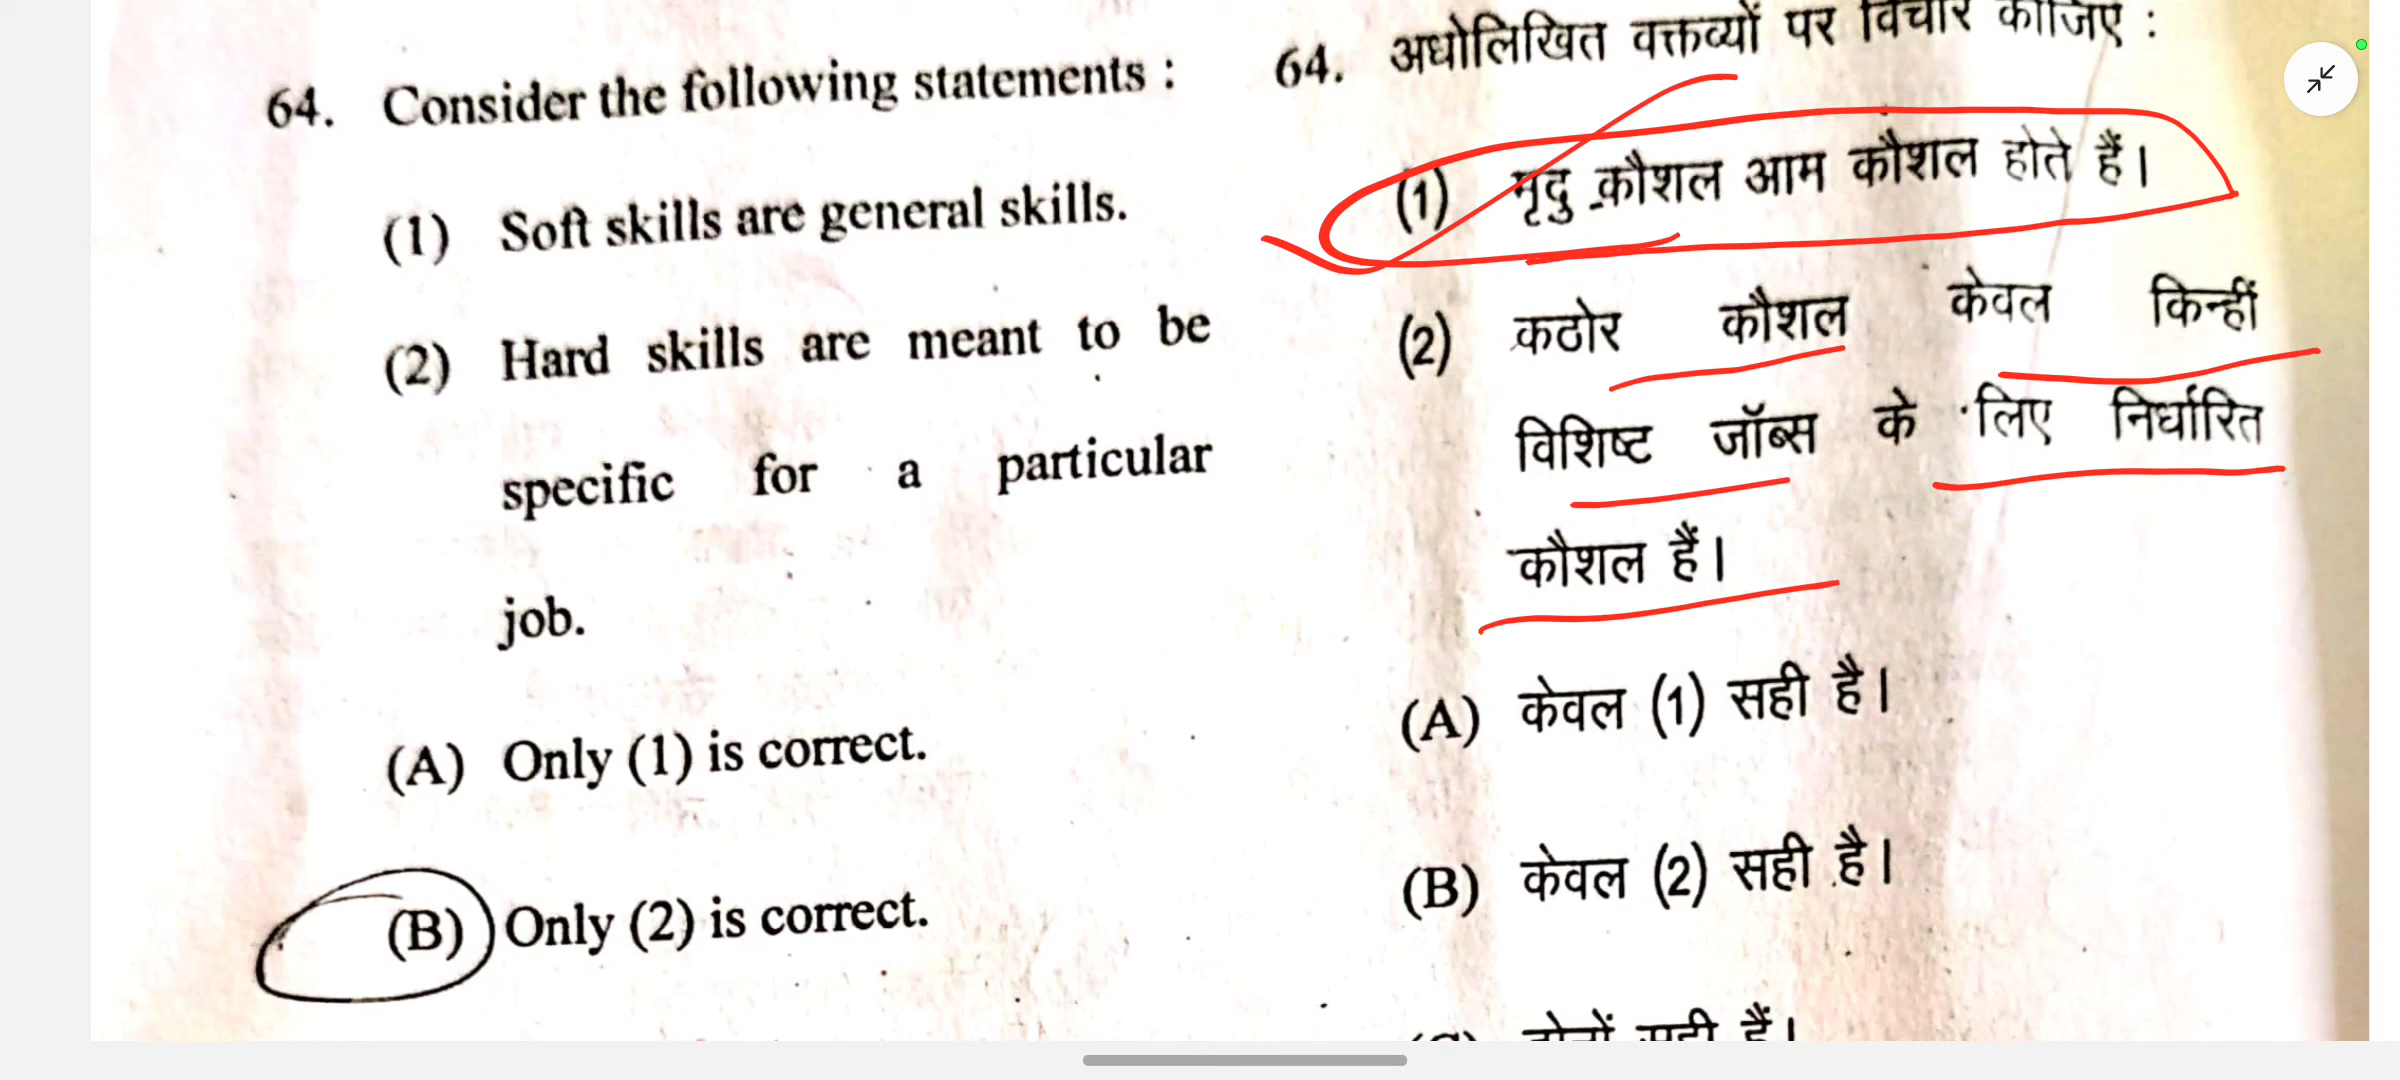 64. Consider the following statements :
(1) Soft skills are general skills.
(2) Hard skills are meant to be
specific for a particular
job.
(A) Only (1) is correct.
(B) Only (2) is correct.
64. अधोलिखित वक्तव्यों पर विचार कीजिए :
(1) मृदु कौशल आम कौशल होते हैं।
(2) कठोर कौशल केवल किन्हीं
विशिष्ट जॉब्स के लिए निर्धारित
कौशल हैं।
(A) केवल (1) सही है।
(B) केवल (2) सही है।
(C) दोनों सही हैं।